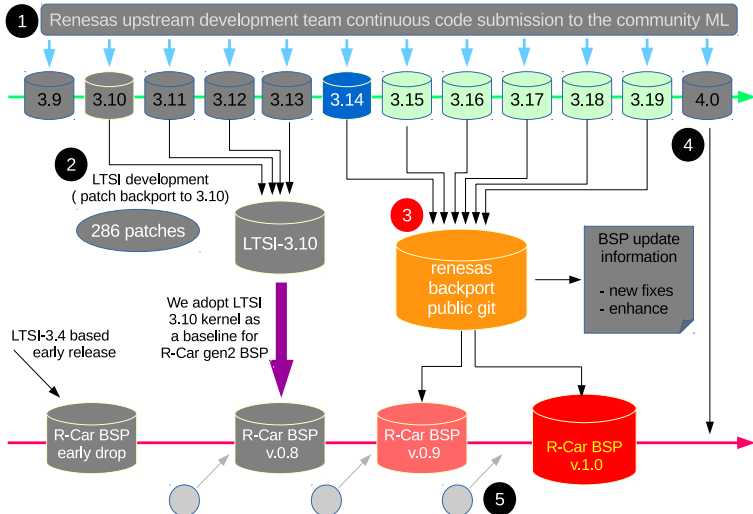 1
Renesas upstream development team continuous code submission to the community ML
3.9
3.10
3.11
3.12
3.13
3.14
3.15
3.16
3.17
3.18
3.19
4.0
2
LTSI development
( patch backport to 3.10)
286 patches
LTSI-3.10
3
4
renesas
backport
public git
BSP update
information
- new fixes
- enhance
We adopt LTSI
3.10 kernel as
a baseline for
R-Car gen2 BSP
LTSI-3.4 based
early release
R-Car BSP
early drop
R-Car BSP
v.0.8
R-Car BSP
v.0.9
R-Car BSP
v.1.0
5